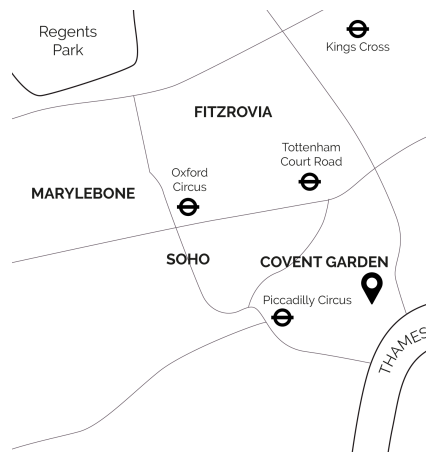 Regents
Park
Kings Cross
FITZROVIA
Tottenham
Court Road
Oxford
Circus
MARYLEBONE
SOHO
COVENT GARDEN
Piccadilly Circus
THAMES